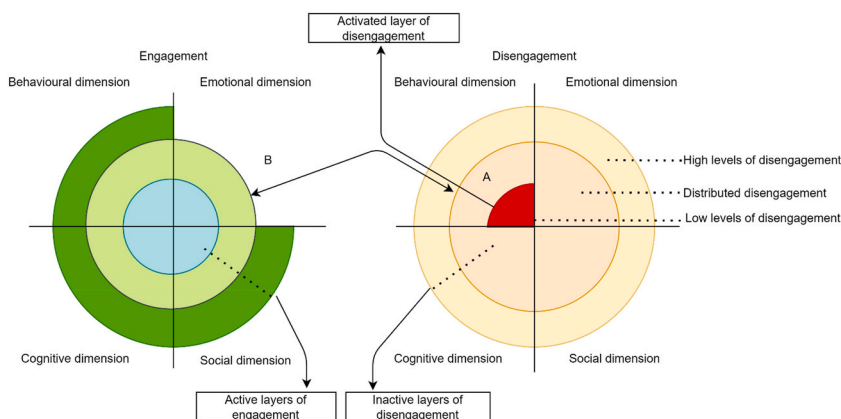 Activated layer of
disengagement
Engagement
Disengagement
Behavioural dimension
Emotional dimension
Behavioural dimension
Emotional dimension
B
A
High levels of disengagement
Distributed disengagement
Low levels of disengagement
Cognitive dimension
Social dimension
Cognitive dimension
Social dimension
Active layers of
engagement
Inactive layers of
disengagement